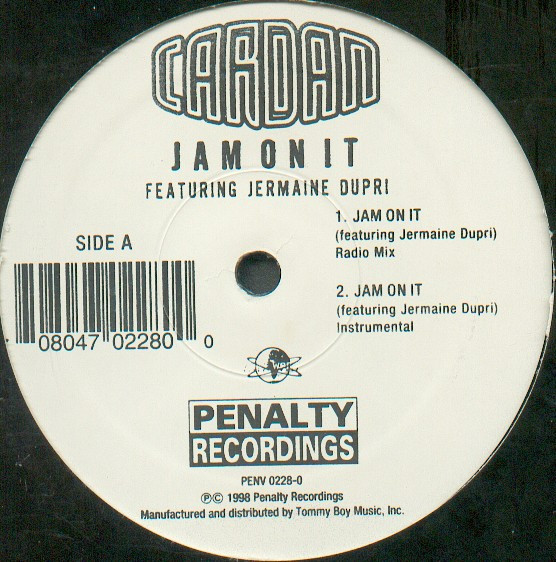 CARDAN
JAM ON IT
FEATURING JERMAINE DUPRI
SIDE A
1. JAM ON IT
(featuring Jermaine Dupri)
Radio Mix
2. JAM ON IT
(featuring Jermaine Dupri)
Instrumental
08047 02280 0
PENALTY
RECORDINGS
PENV 0228-0
ⓅⒸ 1998 Penalty Recordings
Manufactured and distributed by Tommy Boy Music, Inc.